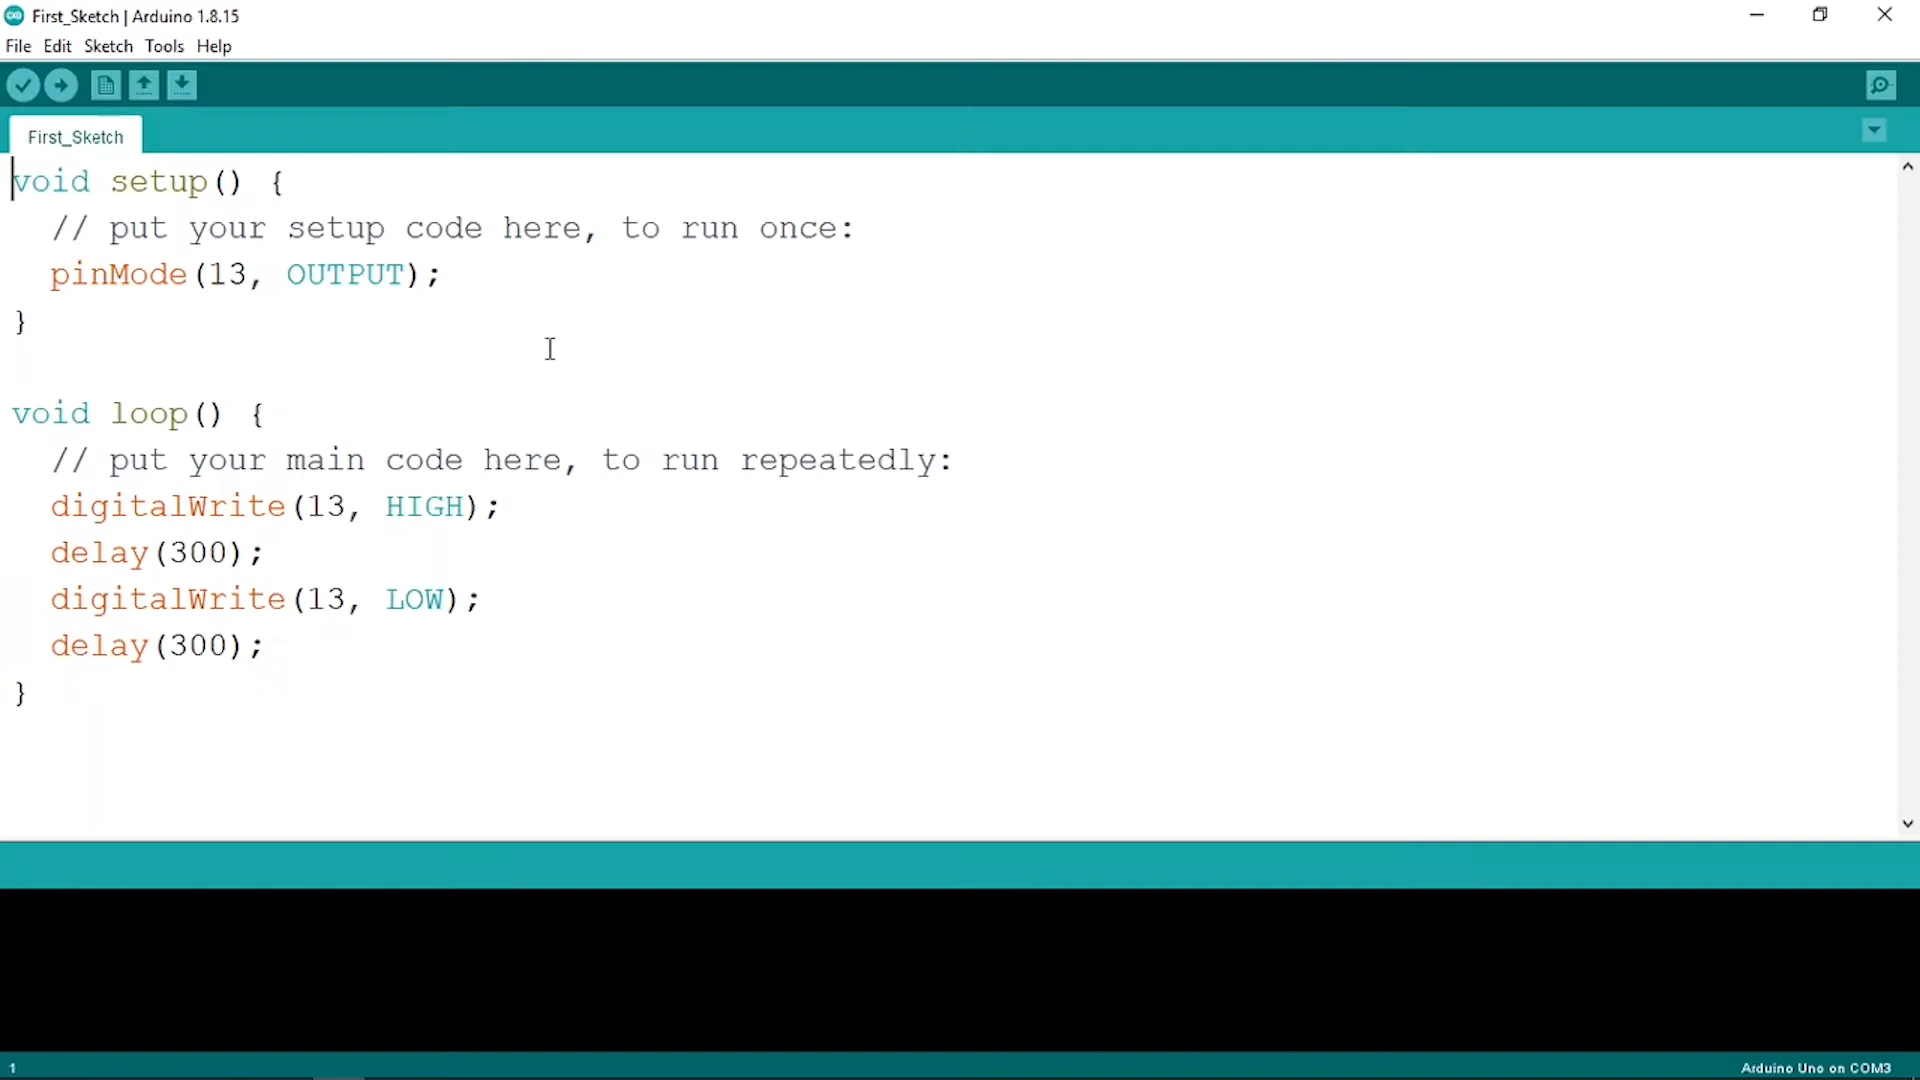 First_Sketch | Arduino 1.8.15
File Edit Sketch Tools Help
First_Sketch
void setup() {
  // put your setup code here, to run once:
  pinMode(13, OUTPUT);
}
void loop() {
  // put your main code here, to run repeatedly:
  digitalWrite(13, HIGH);
  delay(300);
  digitalWrite(13, LOW);
  delay(300);
}
1 Arduino Uno on COM3